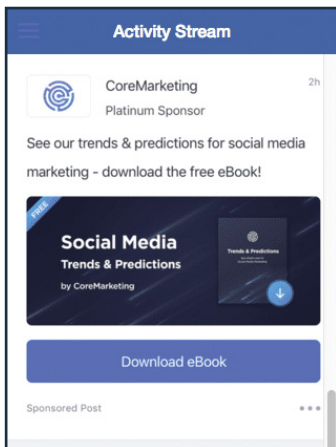 Activity Stream
CoreMarketing
2h
Platinum Sponsor
See our trends & predictions for social media
marketing - download the free eBook!
FREE
Social Media
Trends & Predictions
by CoreMarketing
Trends & Predictions
Download eBook
Sponsored Post